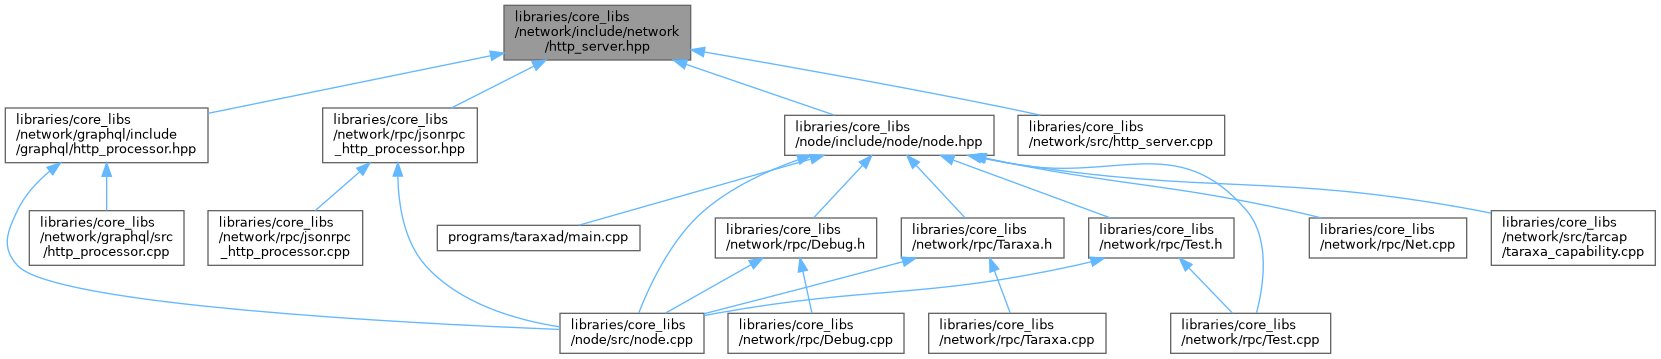 libraries/core_libs
/network/include/network
/http_server.hpp
libraries/core_libs
/network/graphql/include
/graphql/http_processor.hpp
libraries/core_libs
/network/rpc/jsonrpc
_http_processor.hpp
libraries/core_libs
/node/include/node/node.hpp
libraries/core_libs
/network/src/http_server.cpp
libraries/core_libs
/network/graphql/src
/http_processor.cpp
libraries/core_libs
/network/rpc/jsonrpc
_http_processor.cpp
programs/taraxad/main.cpp
libraries/core_libs
/network/rpc/Debug.h
libraries/core_libs
/network/rpc/Taraxa.h
libraries/core_libs
/network/rpc/Test.h
libraries/core_libs
/network/rpc/Net.cpp
libraries/core_libs
/network/src/tarcap
/taraxa_capability.cpp
libraries/core_libs
/node/src/node.cpp
libraries/core_libs
/network/rpc/Debug.cpp
libraries/core_libs
/network/rpc/Taraxa.cpp
libraries/core_libs
/network/rpc/Test.cpp